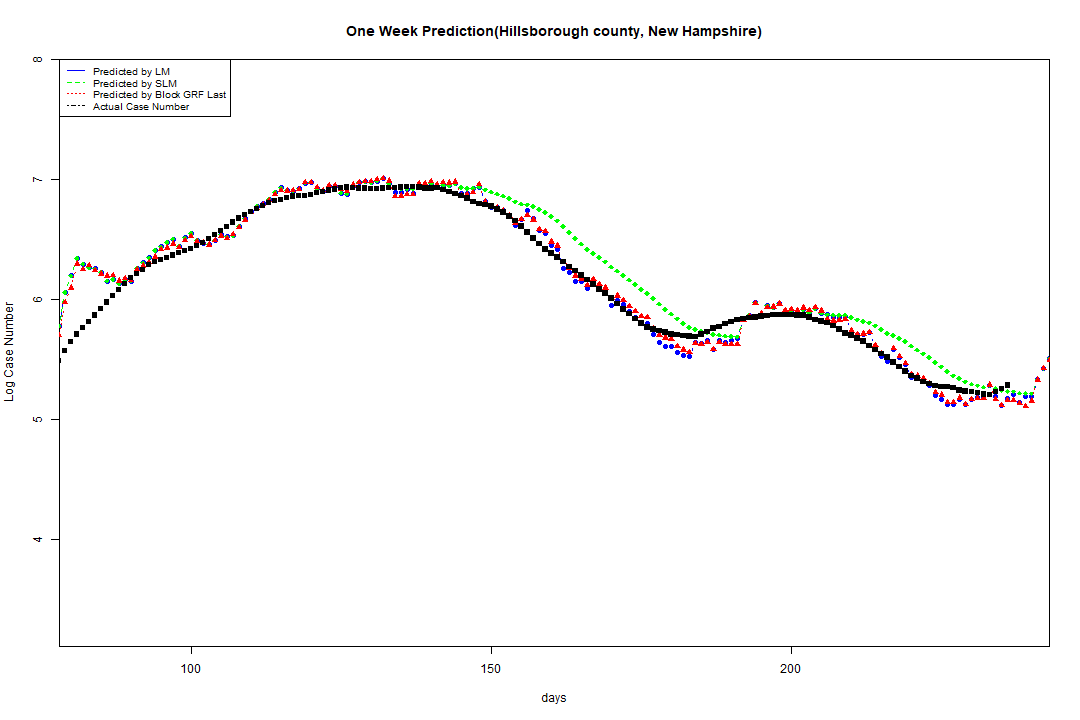 One Week Prediction(Hillsborough county, New Hampshire)
Predicted by LM
Predicted by SLM
Predicted by Block GRF Last
Actual Case Number
8
7
6
5
4
Log Case Number
100
150
200
days